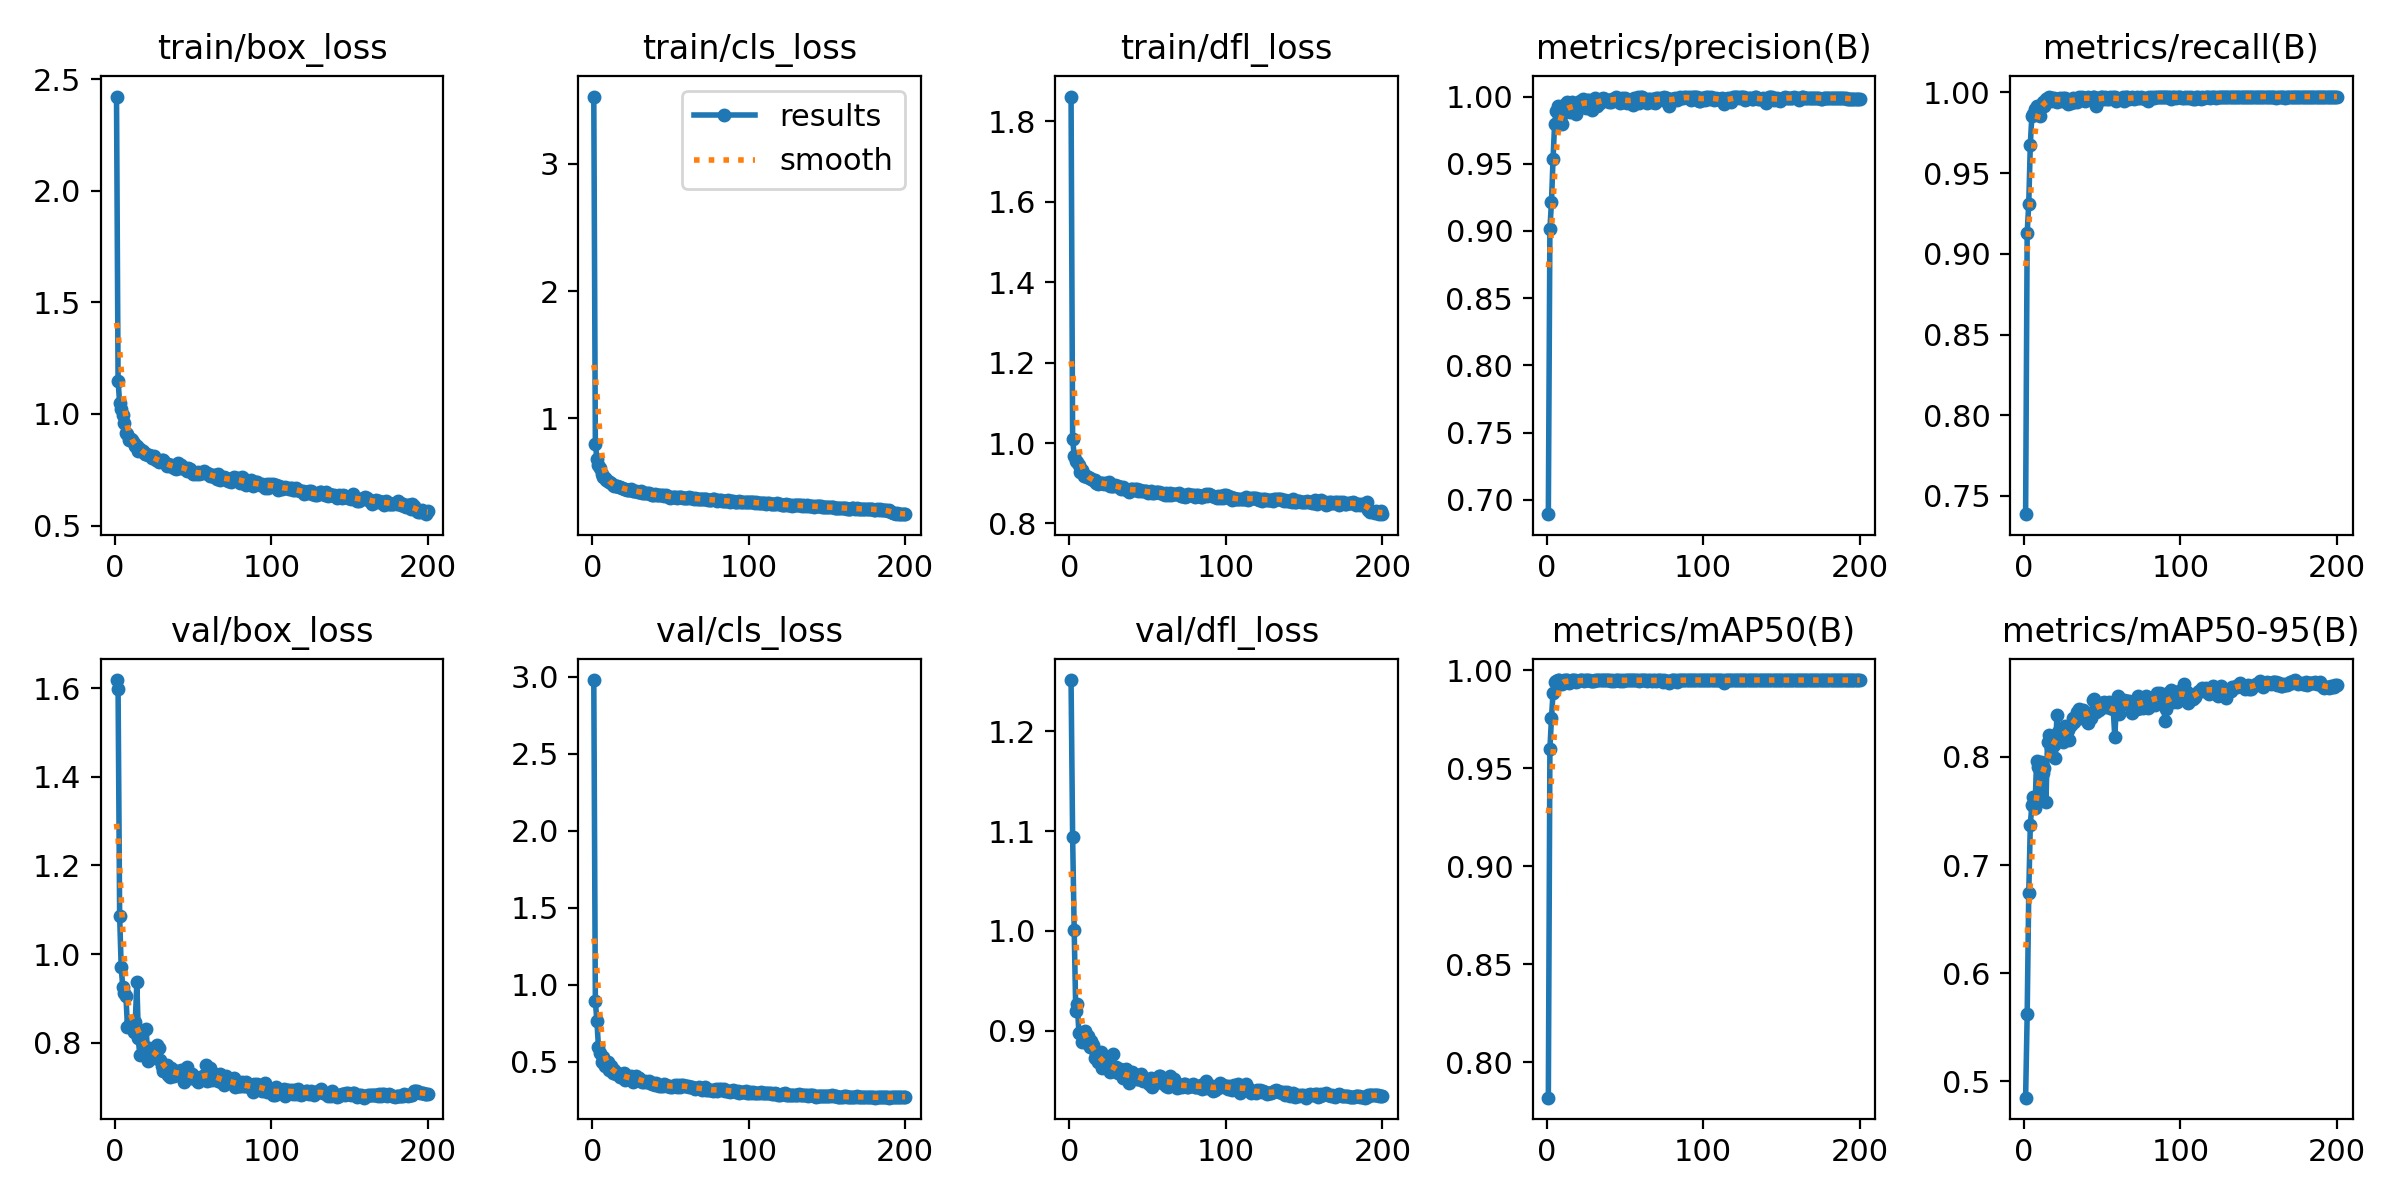 train/box_loss
2.5
2.0
1.5
1.0
0.5
0 100 200
train/cls_loss
results
smooth
3
2
1
0 100 200
train/dfl_loss
1.8
1.6
1.4
1.2
1.0
0.8
0 100 200
metrics/precision(B)
1.00
0.95
0.90
0.85
0.80
0.75
0.70
0 100 200
metrics/recall(B)
1.00
0.95
0.90
0.85
0.80
0.75
0 100 200
val/box_loss
1.6
1.4
1.2
1.0
0.8
0 100 200
val/cls_loss
3.0
2.5
2.0
1.5
1.0
0.5
0 100 200
val/dfl_loss
1.2
1.1
1.0
0.9
0 100 200
metrics/mAP50(B)
1.00
0.95
0.90
0.85
0.80
0 100 200
metrics/mAP50-95(B)
0.8
0.7
0.6
0.5
0 100 200